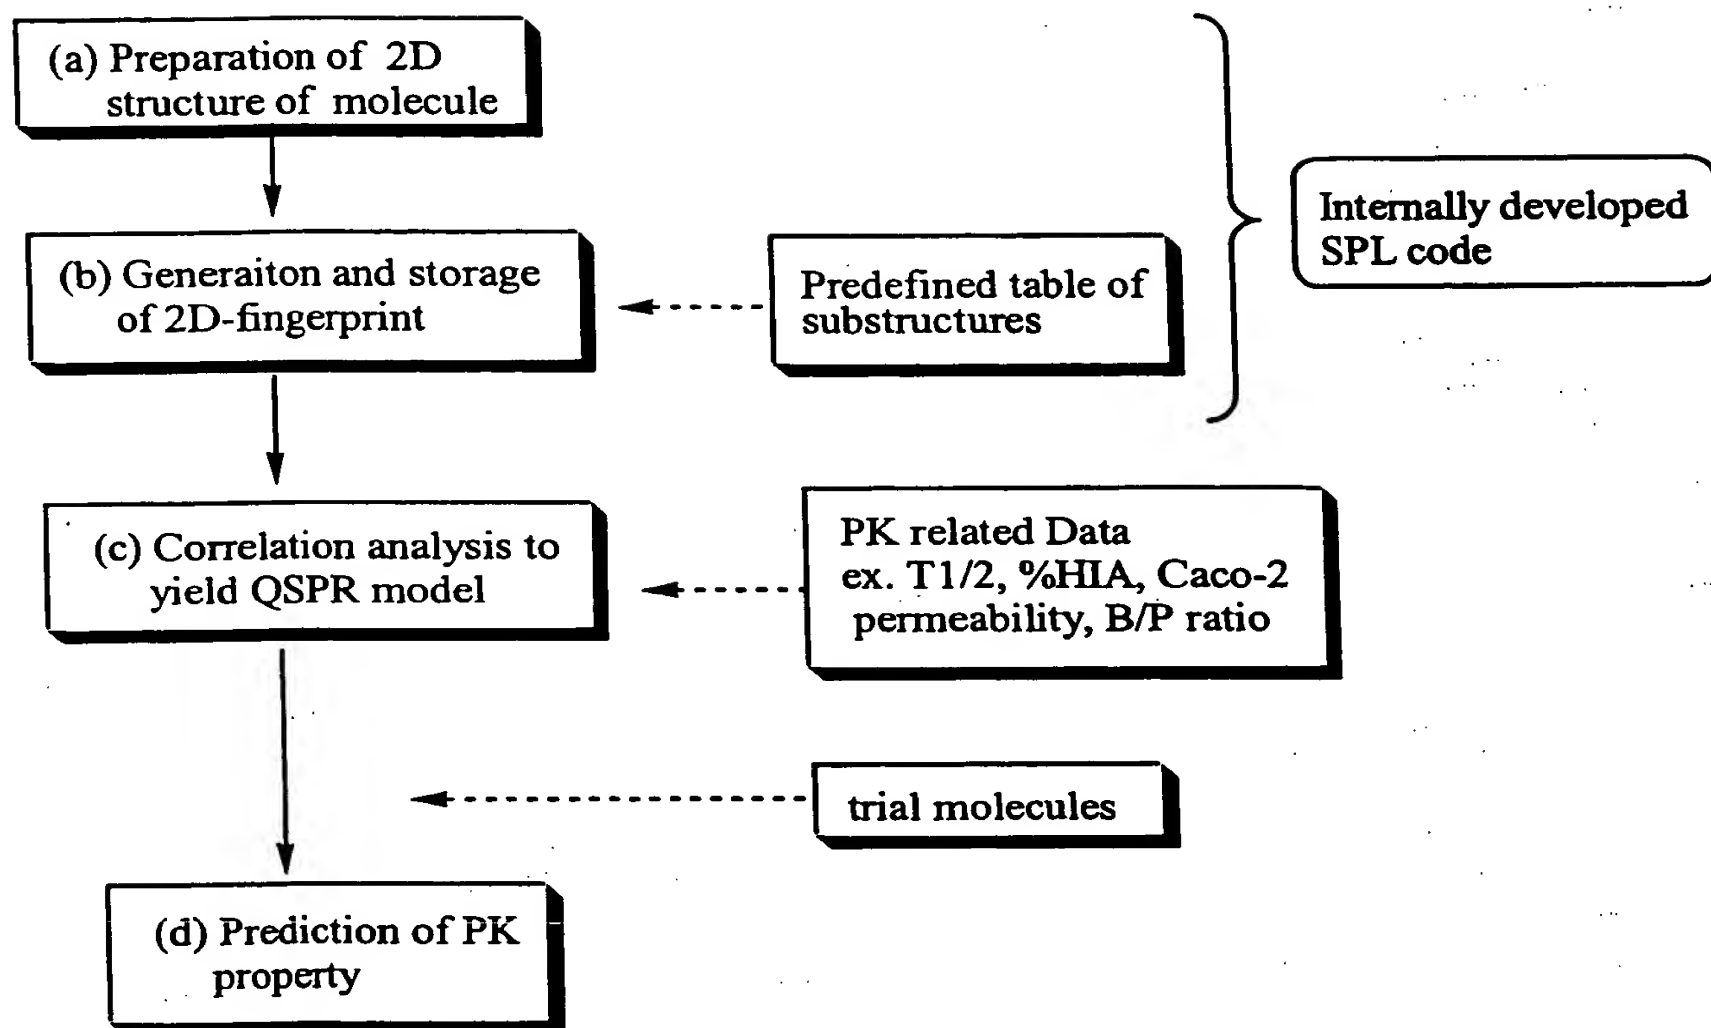 (a) Preparation of 2D
structure of molecule
Internally developed
SPL code
(b) Generaiton and storage
of 2D-fingerprint
Predefined table of
substructures
(c) Correlation analysis to
yield QSPR model
PK related Data
ex. T1/2, %HIA, Caco-2
permeability, B/P ratio
trial molecules
(d) Prediction of PK
property